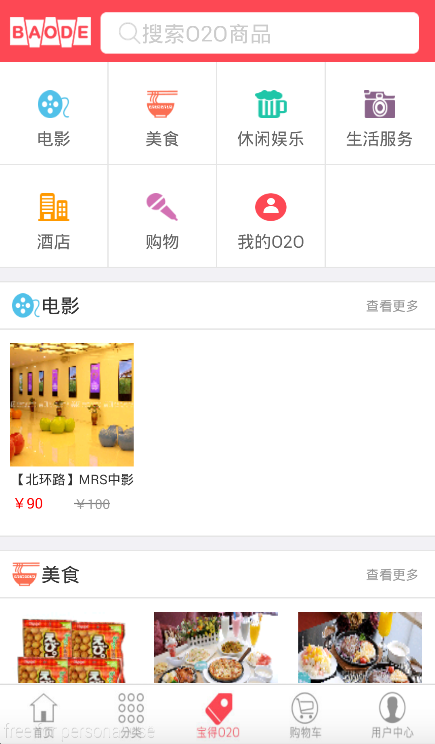 BAODE
搜索O2O商品
电影
美食
休闲娱乐
生活服务
酒店
购物
我的O2O
电影
查看更多
【北环路】MRS中影
￥90 ￥100
美食
查看更多
首页
分类
宝得O2O
购物车
用户中心